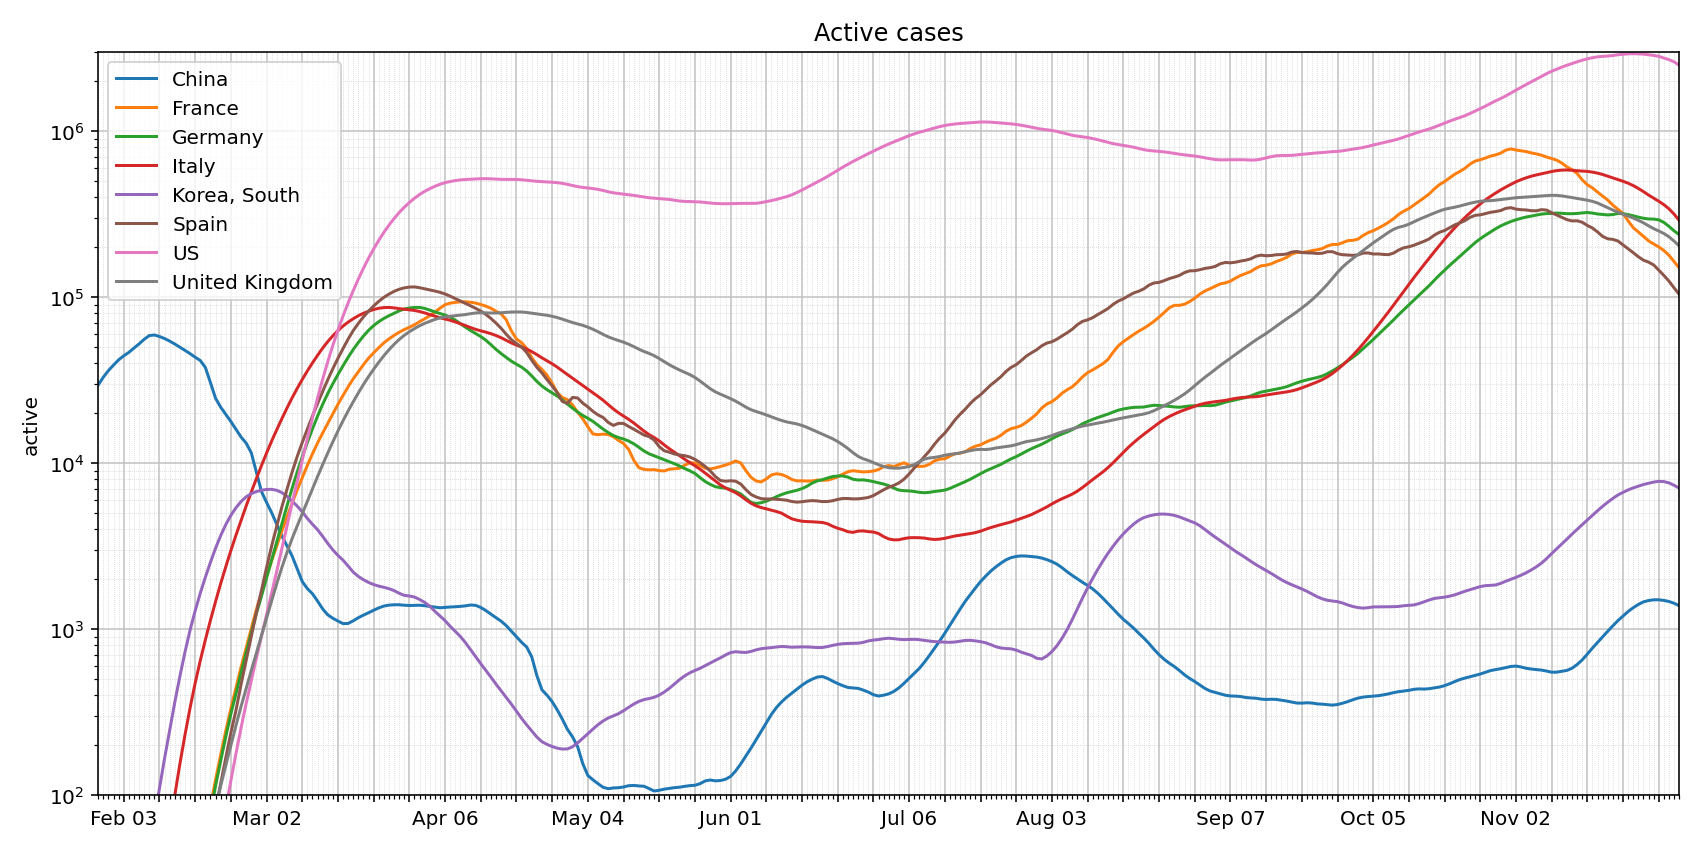 Active cases
China
France
Germany
Italy
Korea, South
Spain
US
United Kingdom
active
10^6
10^5
10^4
10^3
10^2
Feb 03 Mar 02 Apr 06 May 04 Jun 01 Jul 06 Aug 03 Sep 07 Oct 05 Nov 02